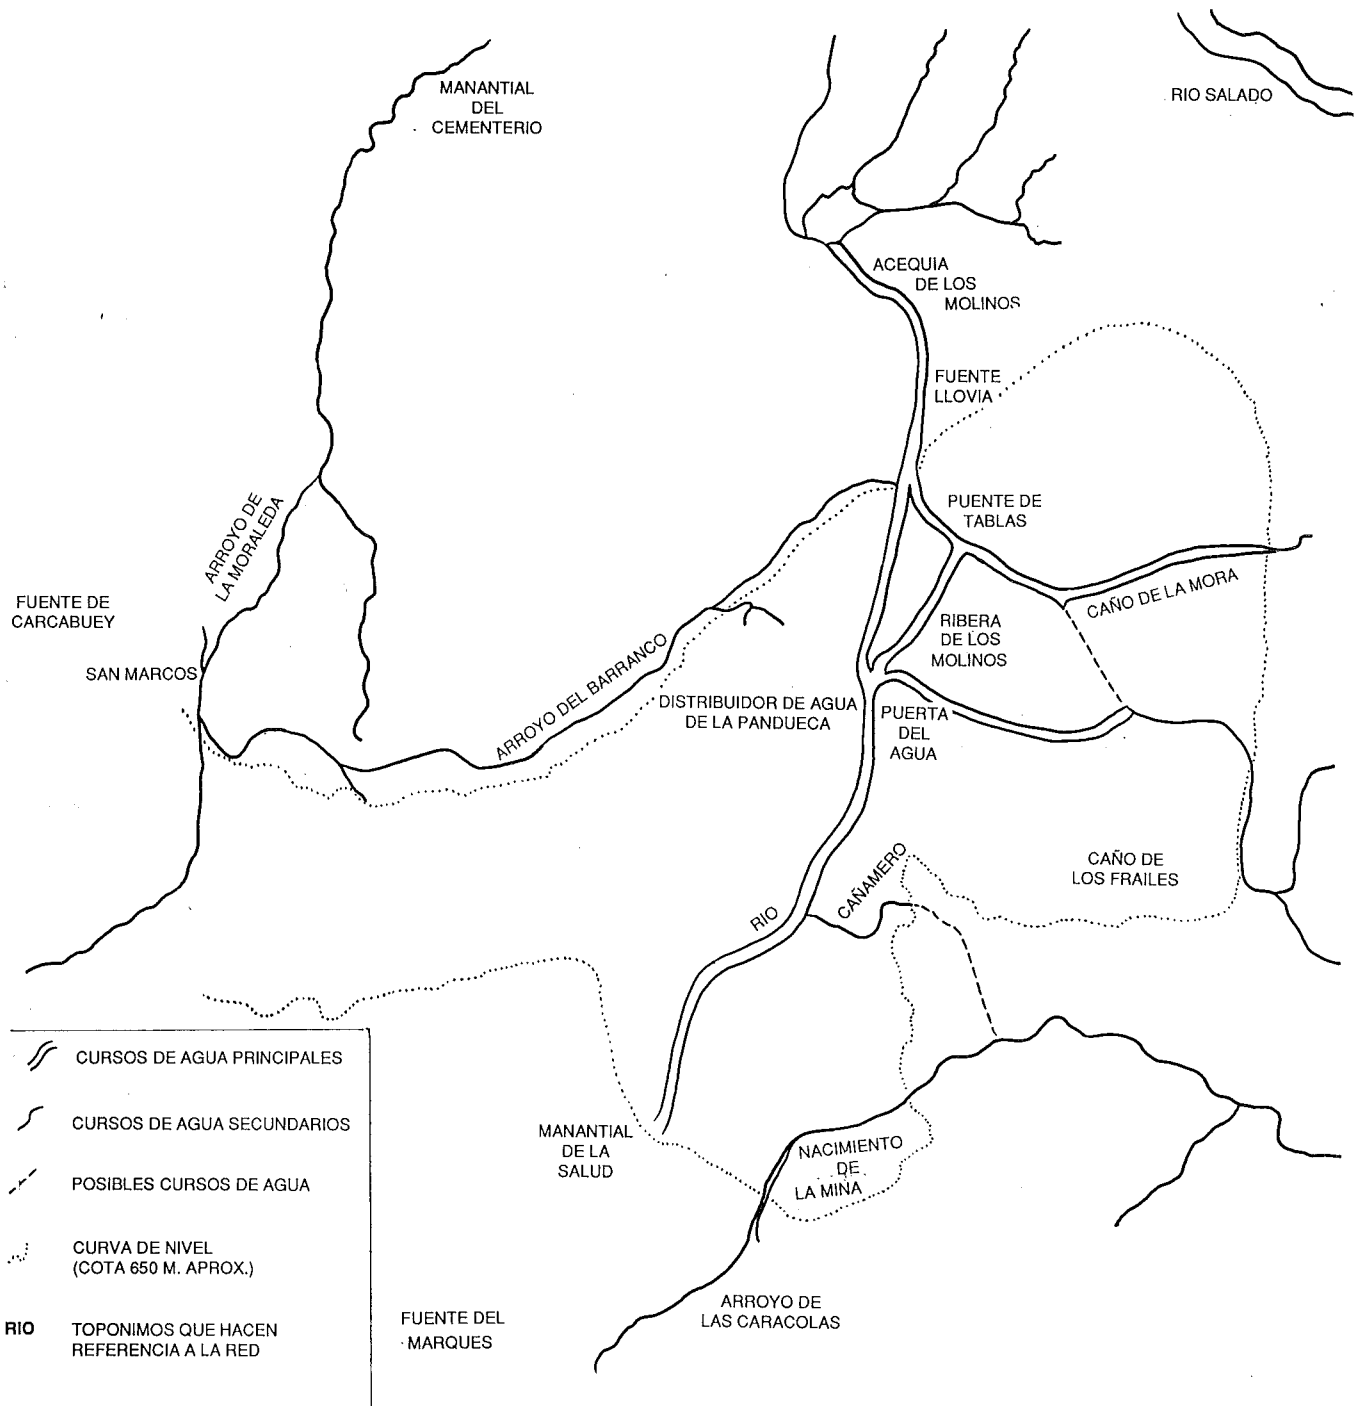 MANANTIAL
DEL
CEMENTERIO
RIO SALADO
ACEQUIA
DE LOS
MOLINOS
FUENTE
LLOVIA
PUENTE DE
TABLAS
ARROYO DE
LA MORALEDA
CAÑO DE LA MORA
FUENTE DE
CARCABUEY
RIBERA
DE LOS
MOLINOS
SAN MARCOS
ARROYO DEL BARRANCO
DISTRIBUIDOR DE AGUA
DE LA PANDUECA
PUERTA
DEL
AGUA
CAÑAMERO
CAÑO DE
LOS FRAILES
RIO
MANANTIAL
DE LA
SALUD
NACIMIENTO
DE
LA MINA
ARROYO DE
LAS CARACOLAS
FUENTE DEL
MARQUES
CURSOS DE AGUA PRINCIPALES
CURSOS DE AGUA SECUNDARIOS
POSIBLES CURSOS DE AGUA
CURVA DE NIVEL
(COTA 650 M. APROX.)
RIO TOPONIMOS QUE HACEN
REFERENCIA A LA RED